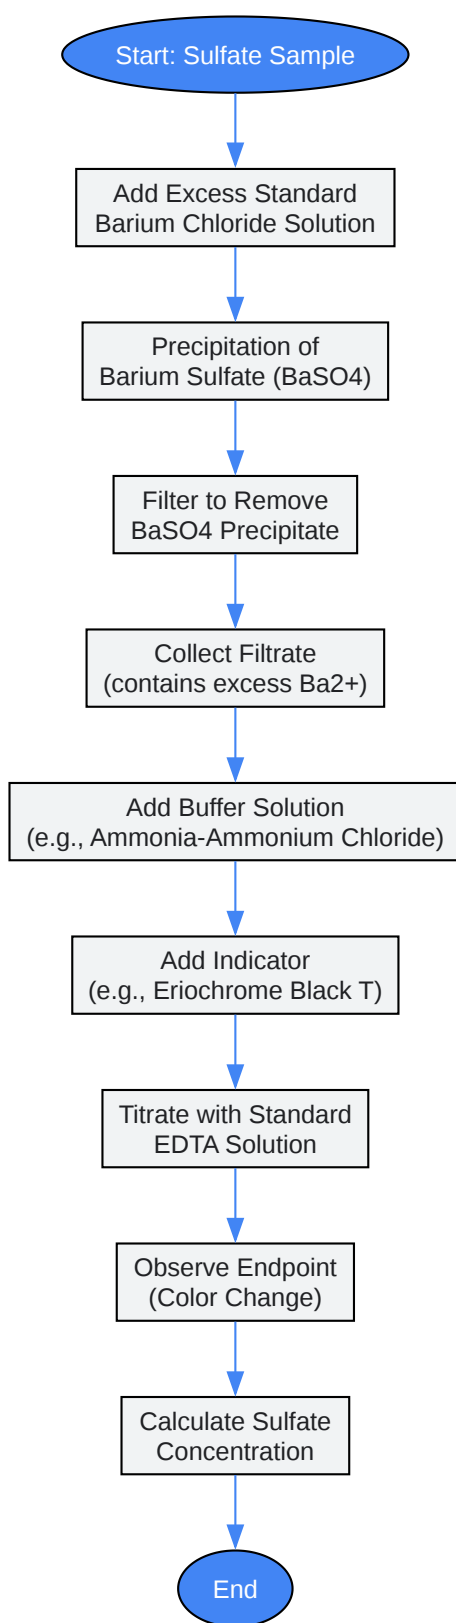 Start: Sulfate Sample
Add Excess Standard
Barium Chloride Solution
Precipitation of
Barium Sulfate (BaSO4)
Filter to Remove
BaSO4 Precipitate
Collect Filtrate
(contains excess Ba2+)
Add Buffer Solution
(e.g., Ammonia-Ammonium Chloride)
Add Indicator
(e.g., Eriochrome Black T)
Titrate with Standard
EDTA Solution
Observe Endpoint
(Color Change)
Calculate Sulfate
Concentration
End